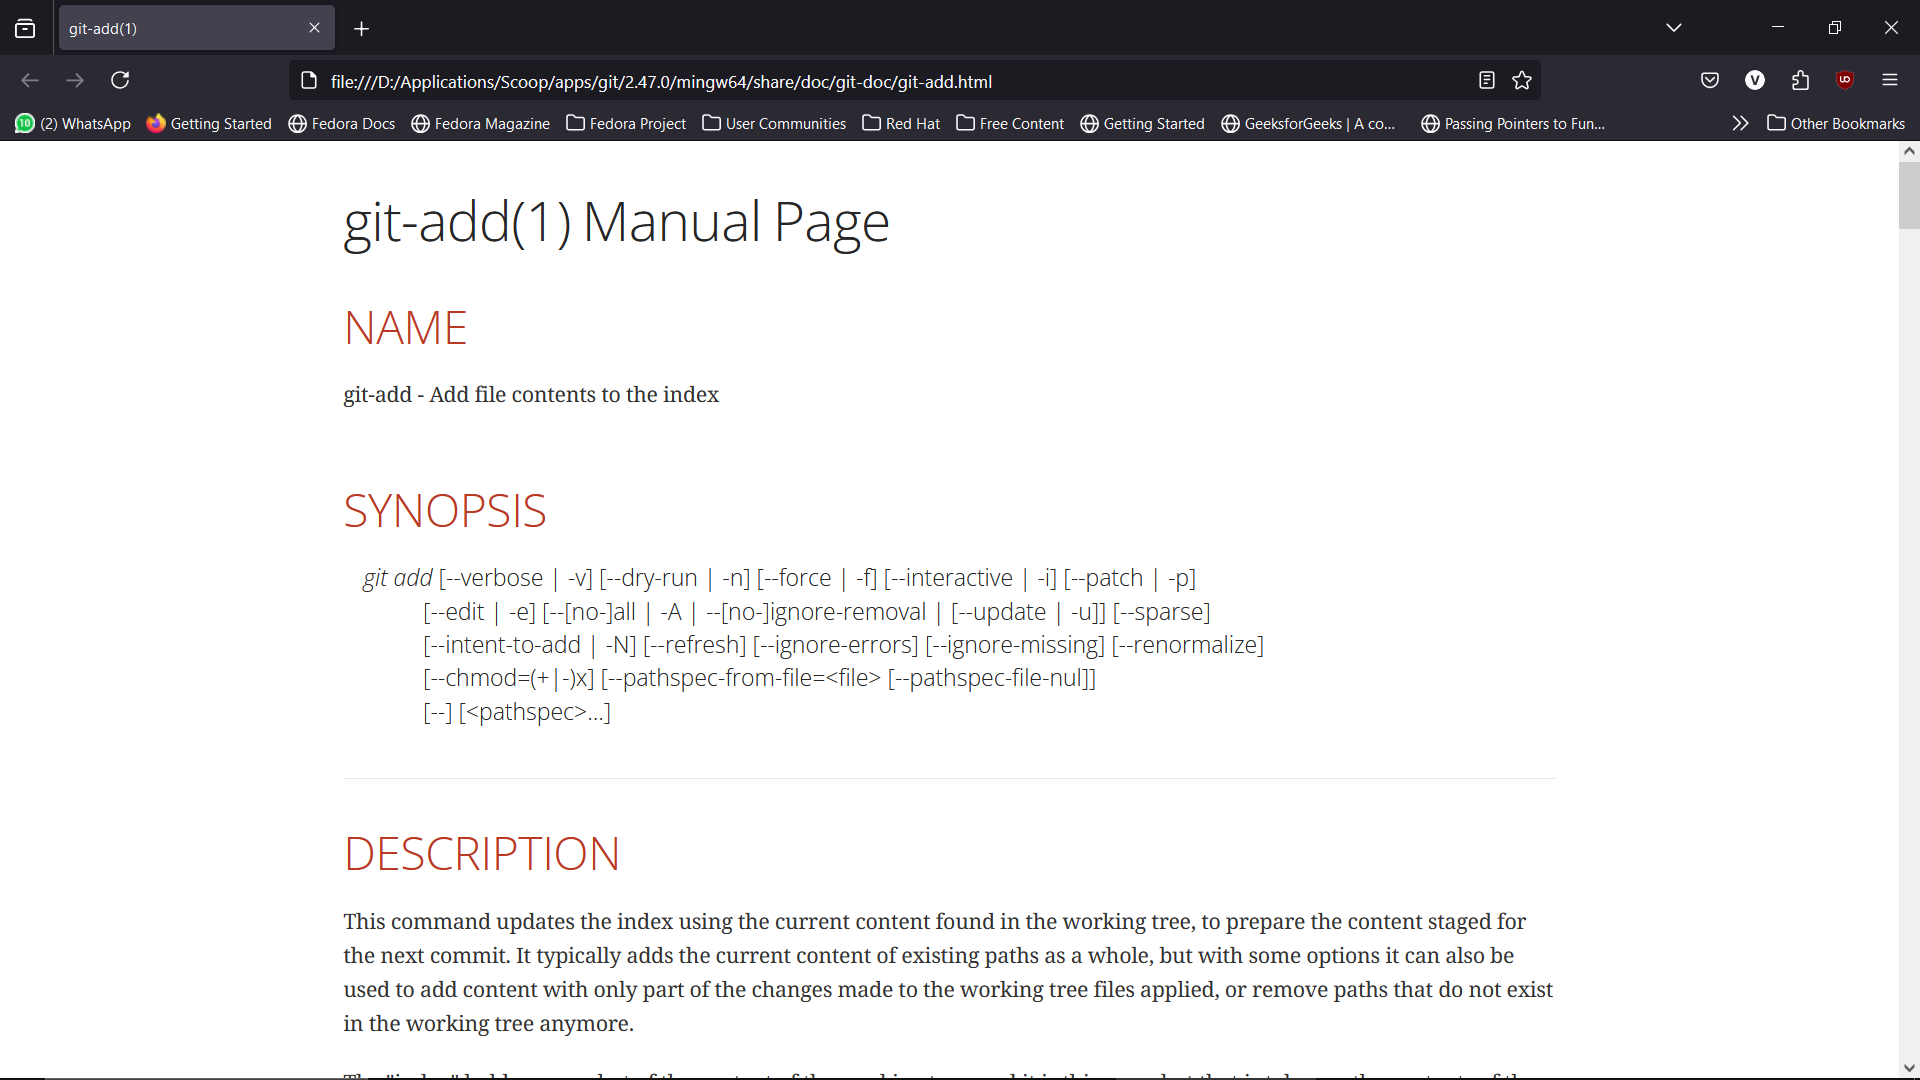 git-add(1)
file:///D:/Applications/Scoop/apps/git/2.47.0/mingw64/share/doc/git-doc/git-add.html
V
10 (2) WhatsApp Getting Started Fedora Docs Fedora Magazine Fedora Project User Communities Red Hat Free Content Getting Started GeeksforGeeks | A co... Passing Pointers to Fun... Other Bookmarks
git-add(1) Manual Page
NAME
git-add - Add file contents to the index
SYNOPSIS
git add [--verbose | -v] [--dry-run | -n] [--force | -f] [--interactive | -i] [--patch | -p]
[--edit | -e] [--[no-]all | -A | --[no-]ignore-removal | [--update | -u]] [--sparse]
[--intent-to-add | -N] [--refresh] [--ignore-errors] [--ignore-missing] [--renormalize]
[--chmod=(+|-)x] [--pathspec-from-file=<file> [--pathspec-file-nul]]
[--] [<pathspec>…]
DESCRIPTION
This command updates the index using the current content found in the working tree, to prepare the content staged for
the next commit. It typically adds the current content of existing paths as a whole, but with some options it can also be
used to add content with only part of the changes made to the working tree files applied, or remove paths that do not exist
in the working tree anymore.